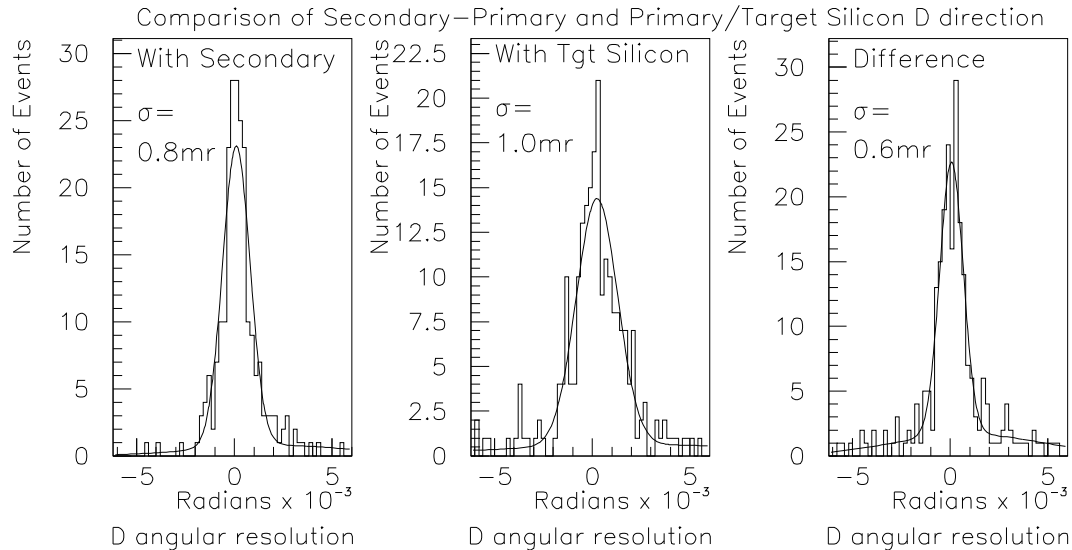 Comparison of Secondary-Primary and Primary/Target Silicon D direction
With Secondary
σ=
0.8mr
Number of Events
30
25
20
15
10
5
0
-5 0 5
Radians x 10⁻³
D angular resolution
With Tgt Silicon
σ=
1.0mr
Number of Events
22.5
20
17.5
15
12.5
10
7.5
5
2.5
0
-5 0 5
Radians x 10⁻³
D angular resolution
Difference
σ=
0.6mr
Number of Events
30
25
20
15
10
5
0
-5 0 5
Radians x 10⁻³
D angular resolution